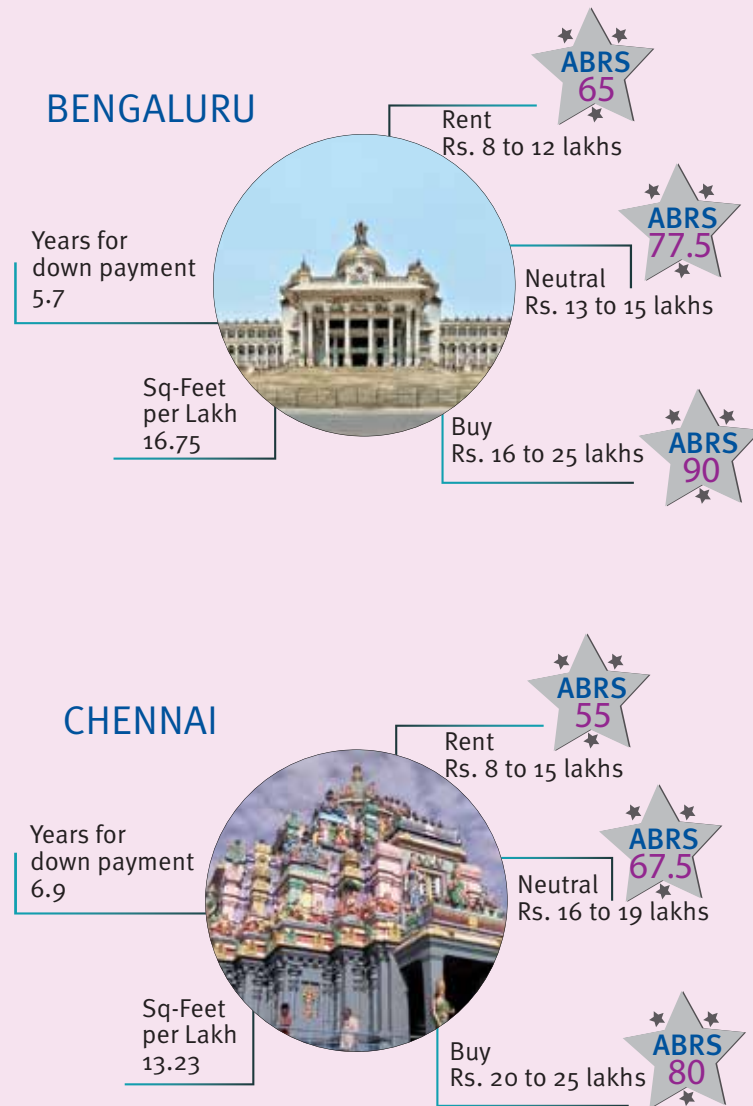 BENGALURU
ABRS
65
Rent
Rs. 8 to 12 lakhs
ABRS
77.5
Neutral
Rs. 13 to 15 lakhs
Years for
down payment
5.7
Sq-Feet
per Lakh
16.75
Buy
Rs. 16 to 25 lakhs
ABRS
90
CHENNAI
ABRS
55
Rent
Rs. 8 to 15 lakhs
ABRS
67.5
Neutral
Rs. 16 to 19 lakhs
Years for
down payment
6.9
Sq-Feet
per Lakh
13.23
Buy
Rs. 20 to 25 lakhs
ABRS
80